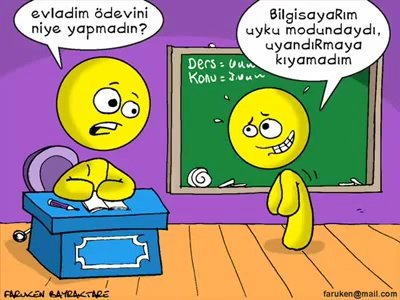 evladim ödevini
niye yapmadın?
BilgisayaRım
uyku modundaydı,
uyandıRmaya
kıyamadım
Ders =
Konu =
FARUKEN BAYRAKTARE
faruken@mail.com